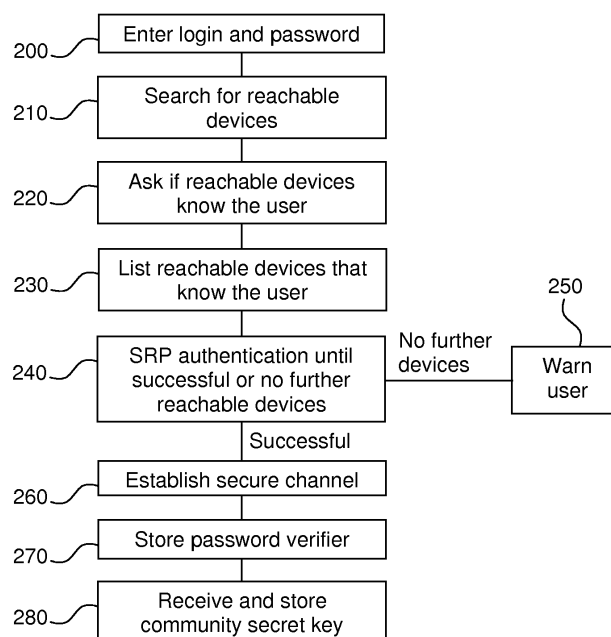 200
Enter login and password
210
Search for reachable
devices
220
Ask if reachable devices
know the user
230
List reachable devices that
know the user
240
SRP authentication until
successful or no further
reachable devices
No further
devices
250
Warn
user
Successful
260
Establish secure channel
270
Store password verifier
280
Receive and store
community secret key